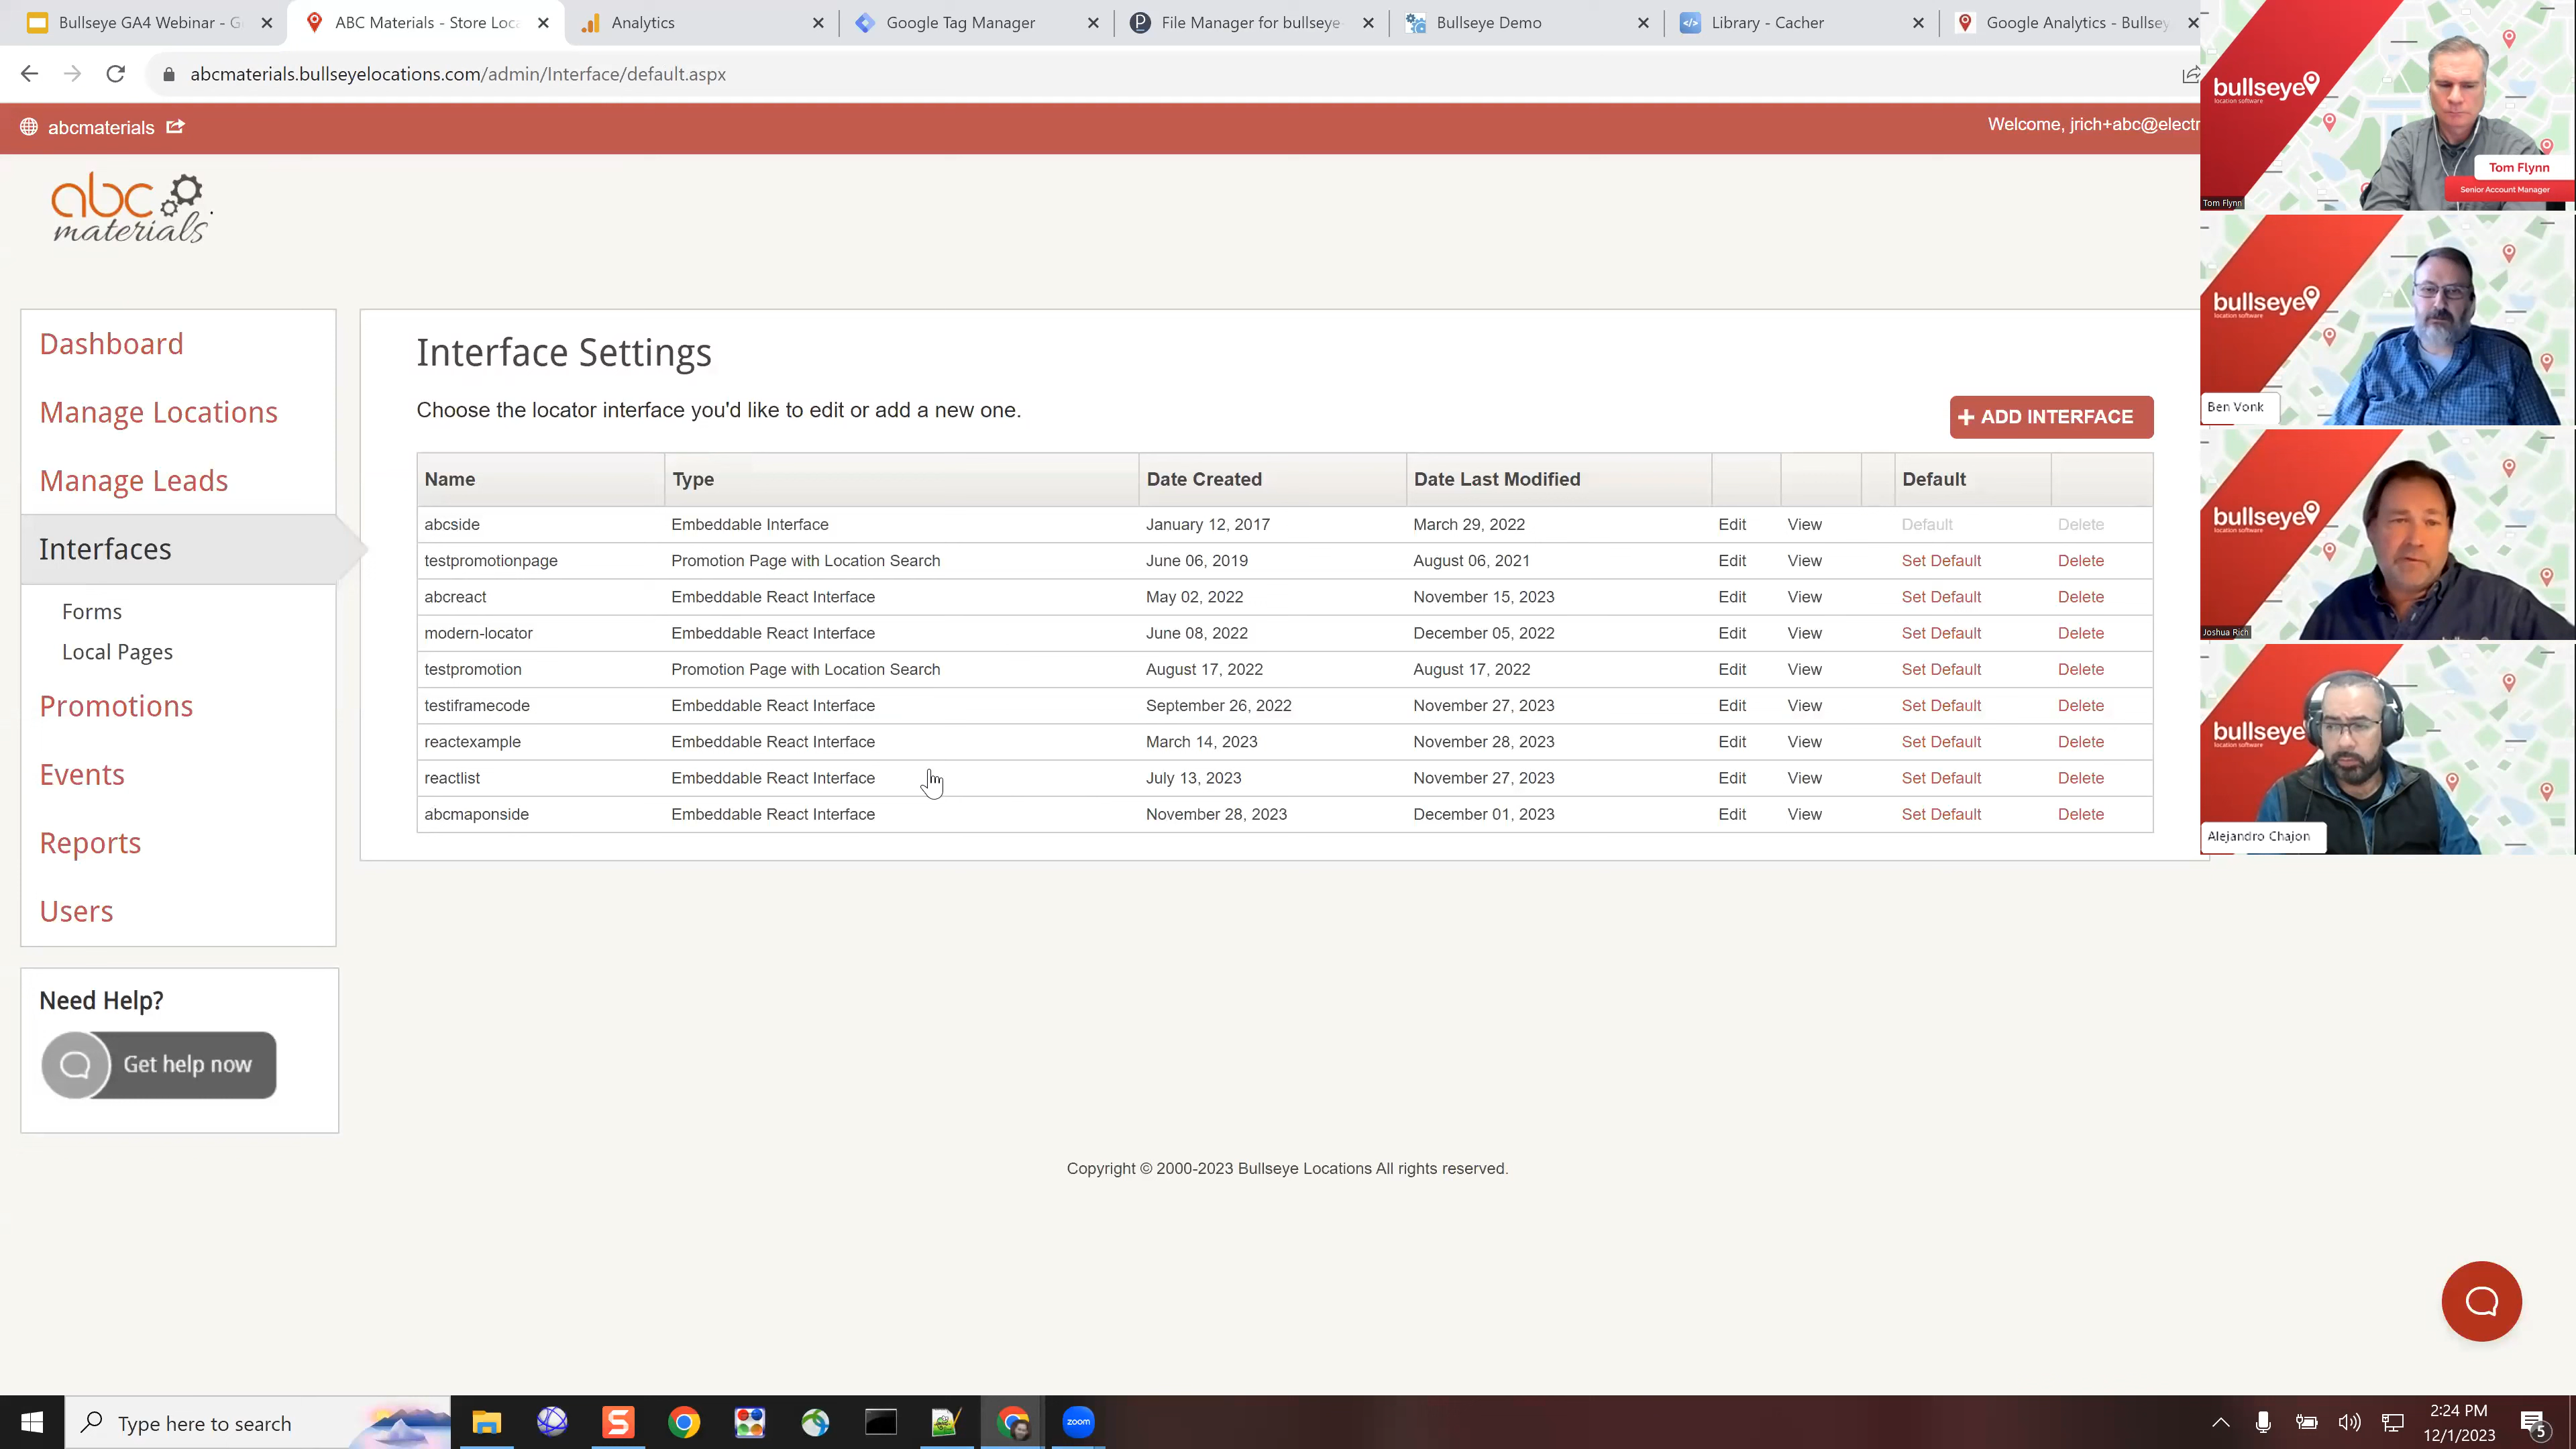 Bullseye GA4 Webinar - G
ABC Materials - Store Loc
Analytics
Google Tag Manager
File Manager for bullseye
Bullseye Demo
Library - Cacher
Google Analytics - Bullsey
abcmaterials.bullseyelocations.com/admin/Interface/default.aspx
abcmaterials
Welcome, jrich+abc@electr
abc
materials
Dashboard
Manage Locations
Manage Leads
Interfaces
Forms
Local Pages
Promotions
Events
Reports
Users
Need Help?
Get help now
Interface Settings
Choose the locator interface you'd like to edit or add a new one.
+ ADD INTERFACE
Name Type Date Created Date Last Modified Default
abcside Embeddable Interface January 12, 2017 March 29, 2022 Edit View Default Delete
testpromotionpage Promotion Page with Location Search June 06, 2019 August 06, 2021 Edit View Set Default Delete
abcreact Embeddable React Interface May 02, 2022 November 15, 2023 Edit View Set Default Delete
modern-locator Embeddable React Interface June 08, 2022 December 05, 2022 Edit View Set Default Delete
testpromotion Promotion Page with Location Search August 17, 2022 August 17, 2022 Edit View Set Default Delete
testiframecode Embeddable React Interface September 26, 2022 November 27, 2023 Edit View Set Default Delete
reactexample Embeddable React Interface March 14, 2023 November 28, 2023 Edit View Set Default Delete
reactlist Embeddable React Interface July 13, 2023 November 27, 2023 Edit View Set Default Delete
abcmaponside Embeddable React Interface November 28, 2023 December 01, 2023 Edit View Set Default Delete
Copyright © 2000-2023 Bullseye Locations All rights reserved.
bullseye
location software
Tom Flynn
Senior Account Manager
Tom Flynn
bullseye
location software
Ben Vonk
bullseye
location software
Joshua Rich
bullseye
location software
Alejandro Chajon
Type here to search
S
zoom
2:24 PM
12/1/2023
5